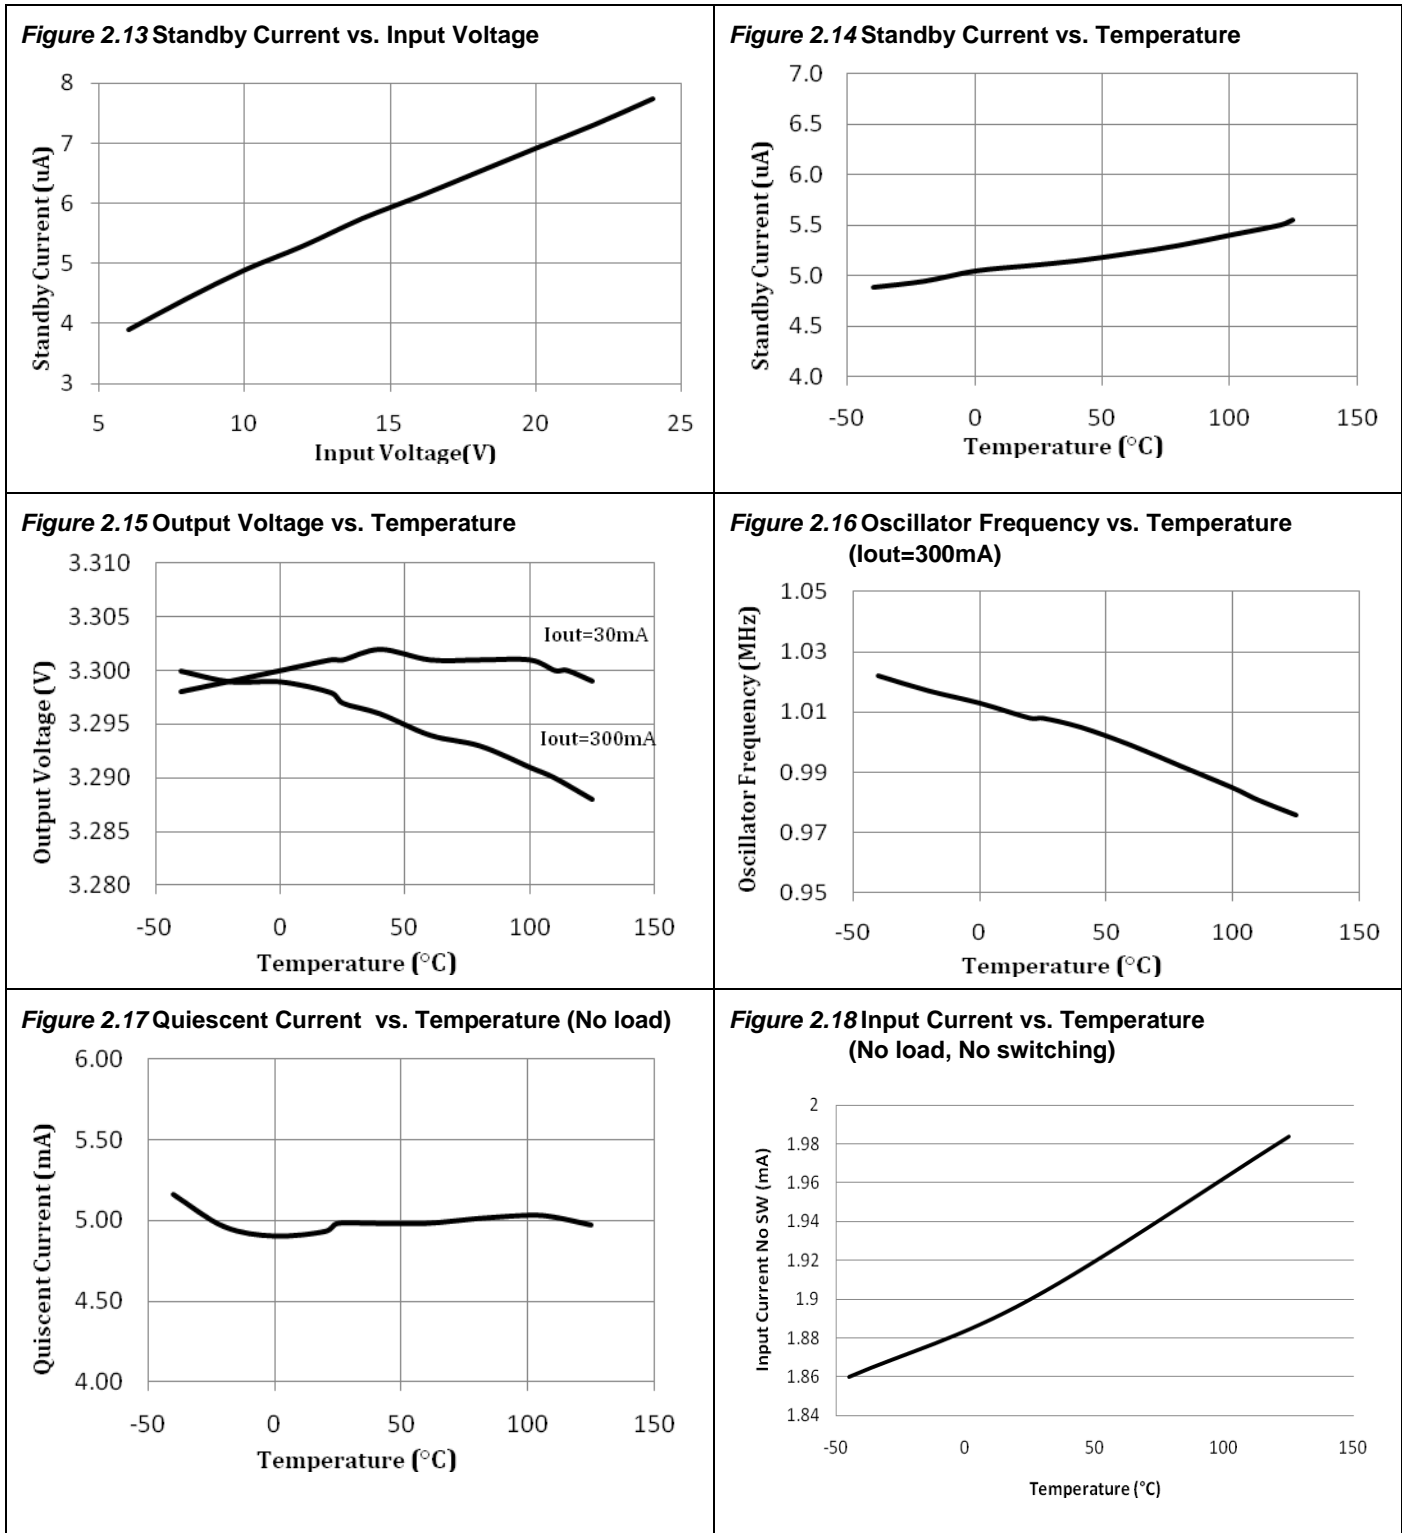 Figure 2.13 Standby Current vs. Input Voltage
8
7
6
5
4
3
5 10 15 20 25
Standby Current (uA)
Input Voltage(V)
Figure 2.14 Standby Current vs. Temperature
7.0
6.5
6.0
5.5
5.0
4.5
4.0
-50 0 50 100 150
Standby Current (uA)
Temperature (°C)
Figure 2.15 Output Voltage vs. Temperature
3.310
3.305
3.300
3.295
3.290
3.285
3.280
Iout=30mA
Iout=300mA
-50 0 50 100 150
Output Voltage (V)
Temperature (°C)
Figure 2.16 Oscillator Frequency vs. Temperature
(Iout=300mA)
1.05
1.03
1.01
0.99
0.97
0.95
-50 0 50 100 150
Oscillator Frequency (MHz)
Temperature (°C)
Figure 2.17 Quiescent Current vs. Temperature (No load)
6.00
5.50
5.00
4.50
4.00
-50 0 50 100 150
Quiscent Current (mA)
Temperature (°C)
Figure 2.18 Input Current vs. Temperature
(No load, No switching)
2
1.98
1.96
1.94
1.92
1.9
1.88
1.86
1.84
-50 0 50 100 150
Input Current No SW (mA)
Temperature (°C)